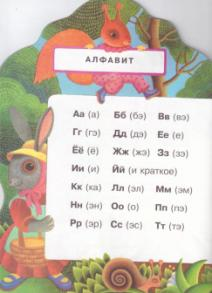 АЛФАВИТ
Аа (а) Бб (бэ) Вв (вэ)
Гг (гэ) Дд (дэ) Ее (е)
Ёё (ё) Жж (жэ) Зз (зэ)
Ии (и) Йй (и краткое)
Кк (ка) Лл (эл) Мм (эм)
Нн (эн) Оо (о) Пп (пэ)
Рр (эр) Сс (эс) Тт (тэ)